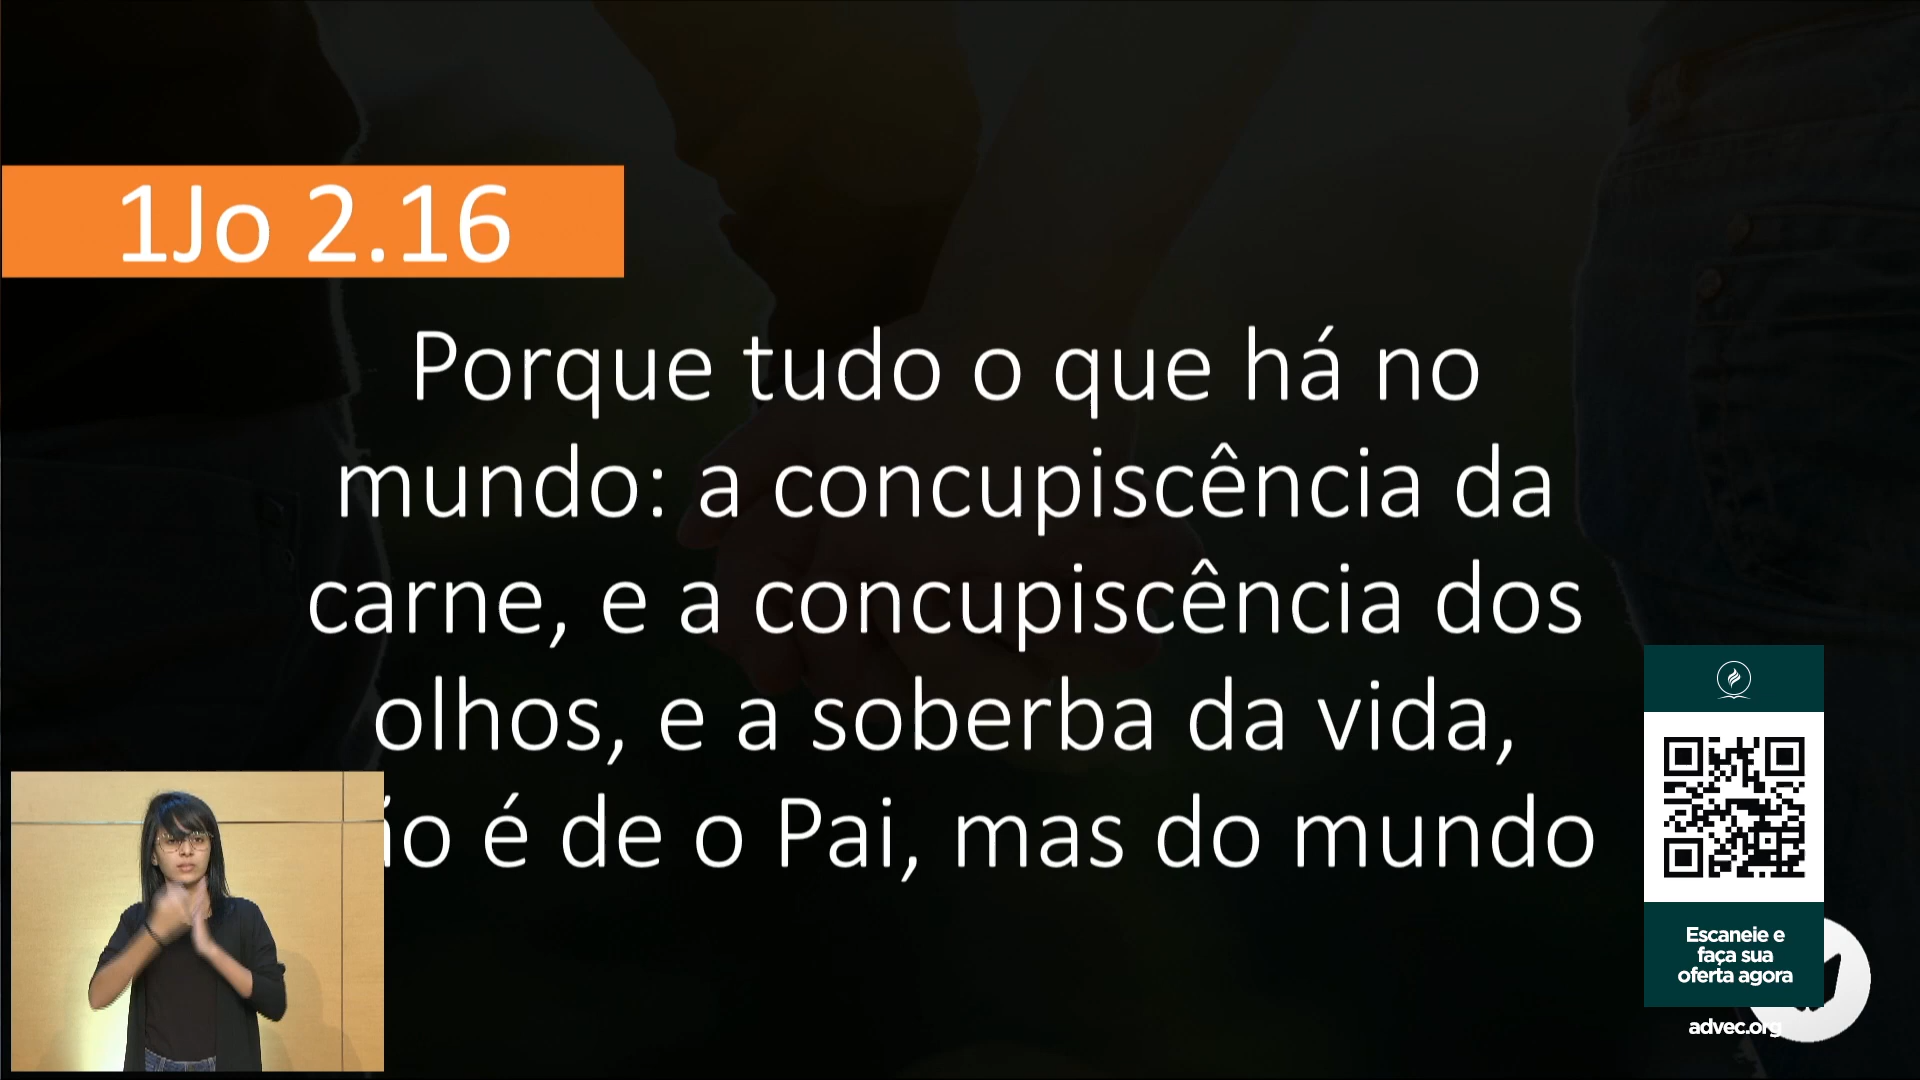 1Jo 2.16
Porque tudo o que há no
mundo: a concupiscência da
carne, e a concupiscência dos
olhos, e a soberba da vida,
é de o Pai, mas do mundo
Escaneie e
faça sua
oferta agora
advec.org